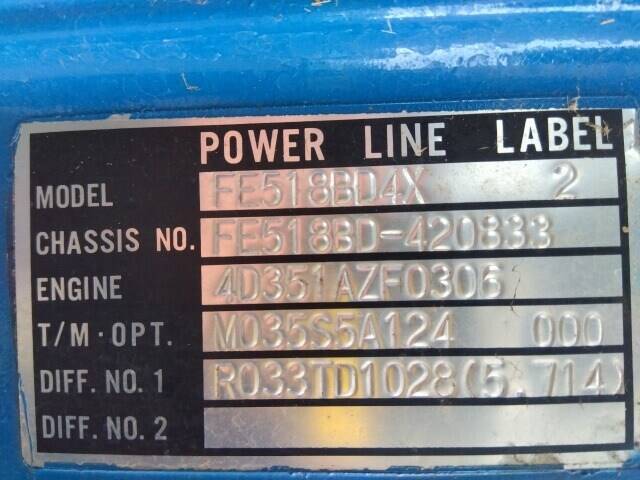 POWER LINE LABEL
MODEL FE518BD4X 2
CHASSIS NO. FE518BD-420833
ENGINE 4D351AZF0306
T/M·OPT. M035S5A124 000
DIFF. NO. 1 R033TD1028(5.714)
DIFF. NO. 2